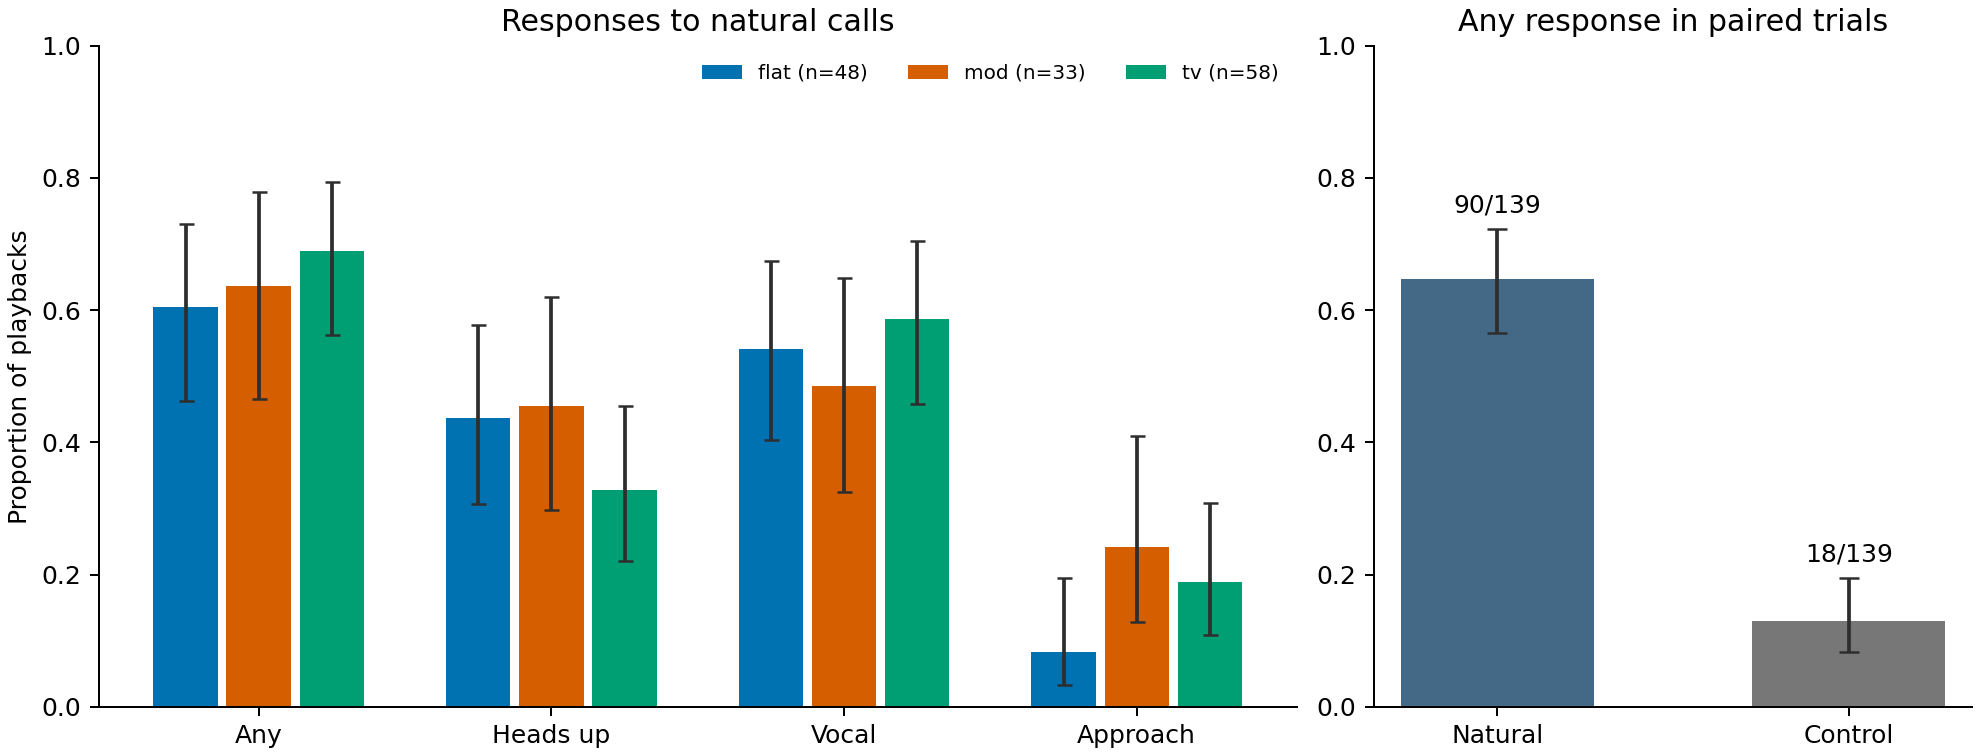 Responses to natural calls
flat (n=48) mod (n=33) tv (n=58)
Proportion of playbacks
1.0
0.8
0.6
0.4
0.2
0.0
Any Heads up Vocal Approach
Any response in paired trials
1.0
0.8
0.6
0.4
0.2
0.0
90/139
18/139
Natural Control